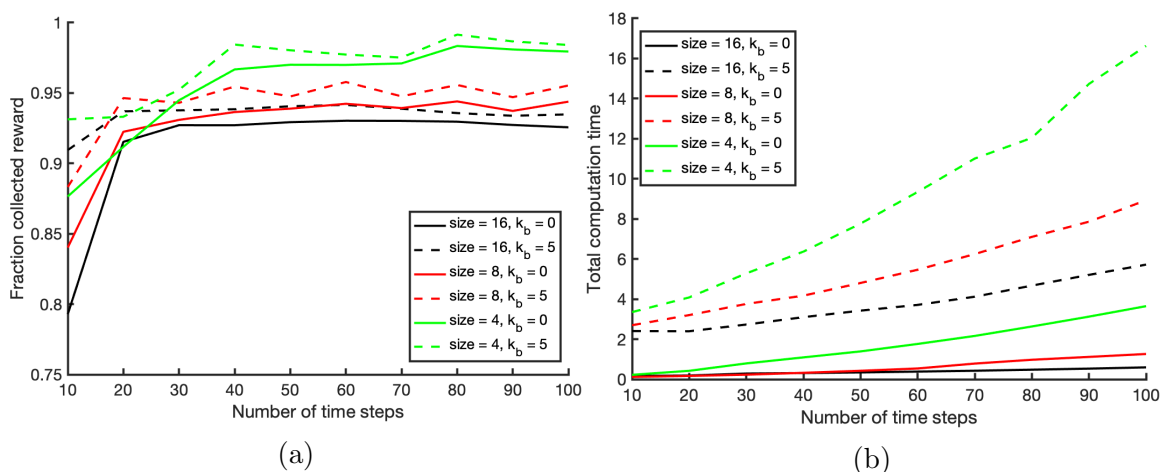 1
0.95
0.9
0.85
0.8
0.75
Fraction collected reward
size = 16, k_b = 0
size = 16, k_b = 5
size = 8, k_b = 0
size = 8, k_b = 5
size = 4, k_b = 0
size = 4, k_b = 5
10 20 30 40 50 60 70 80 90 100
Number of time steps
(a)
18
16
14
12
10
8
6
4
2
0
Total computation time
size = 16, k_b = 0
size = 16, k_b = 5
size = 8, k_b = 0
size = 8, k_b = 5
size = 4, k_b = 0
size = 4, k_b = 5
10 20 30 40 50 60 70 80 90 100
Number of time steps
(b)